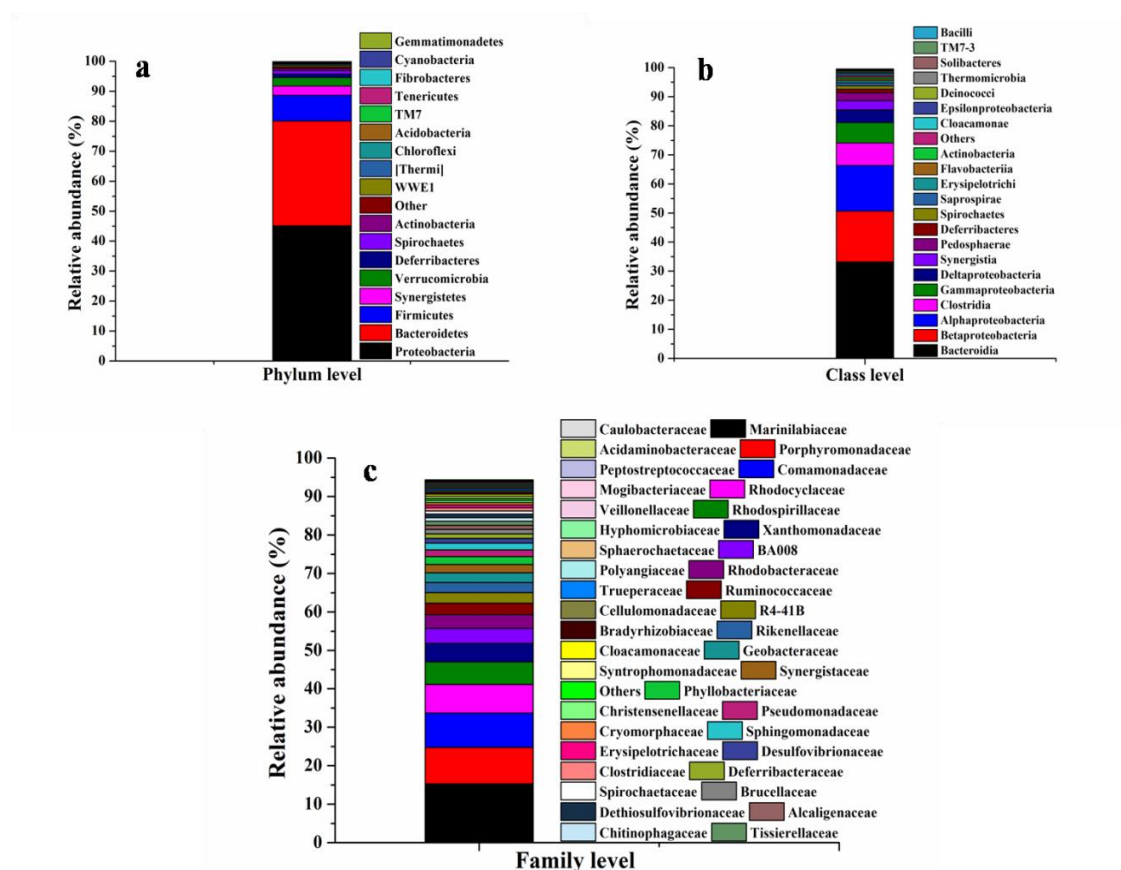 a
Relative abundance (%)
100
90
80
70
60
50
40
30
20
10
0
Phylum level
Gemmatimonadetes
Cyanobacteria
Fibrobacteres
Tenericutes
TM7
Acidobacteria
Chloroflexi
[Thermi]
WWE1
Other
Actinobacteria
Spirochaetes
Deferribacteres
Verrucomicrobia
Synergistetes
Firmicutes
Bacteroidetes
Proteobacteria
b
Relative abundance (%)
100
90
80
70
60
50
40
30
20
10
0
Class level
Bacilli
TM7-3
Solibacteres
Thermomicrobia
Deinococci
Epsilonproteobacteria
Cloacamonae
Others
Actinobacteria
Flavobacteriia
Erysipelotrichi
Saprospirae
Spirochaetes
Deferribacteres
Pedosphaerae
Synergistia
Deltaproteobacteria
Gammaproteobacteria
Clostridia
Alphaproteobacteria
Betaproteobacteria
Bacteroidia
c
Relative abundance (%)
100
90
80
70
60
50
40
30
20
10
0
Family level
Caulobacteraceae Marinilabiaceae
Acidaminobacteraceae Porphyromonadaceae
Peptostreptococcaceae Comamonadaceae
Mogibacteriaceae Rhodocyclaceae
Veillonellaceae Rhodospirillaceae
Hyphomicrobiaceae Xanthomonadaceae
Sphaerochaetaceae BA008
Polyangiaceae Rhodobacteraceae
Trueperaceae Ruminococcaceae
Cellulomonadaceae R4-41B
Bradyrhizobiaceae Rikenellaceae
Cloacamonaceae Geobacteraceae
Syntrophomonadaceae Synergistaceae
Others Phyllobacteriaceae
Christensenellaceae Pseudomonadaceae
Cryomorphaceae Sphingomonadaceae
Erysipelotrichaceae Desulfovibrionaceae
Clostridiaceae Deferribacteraceae
Spirochaetaceae Brucellaceae
Dethiosulfovibrionaceae Alcaligenaceae
Chitinophagaceae Tissierellaceae